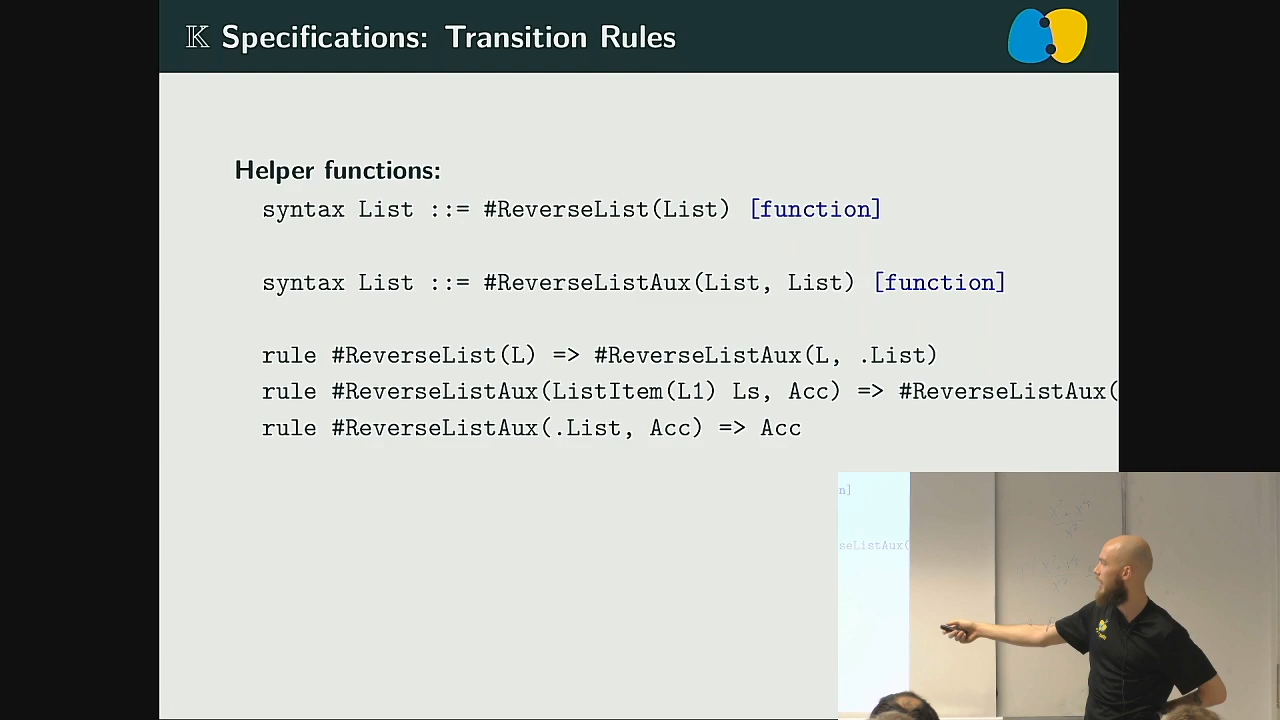 𝕂 Specifications: Transition Rules
Helper functions:
syntax List ::= #ReverseList(List) [function]
syntax List ::= #ReverseListAux(List, List) [function]
rule #ReverseList(L) => #ReverseListAux(L, .List)
rule #ReverseListAux(ListItem(L1) Ls, Acc) => #ReverseListAux(
rule #ReverseListAux(.List, Acc) => Acc
n]
seListAux(